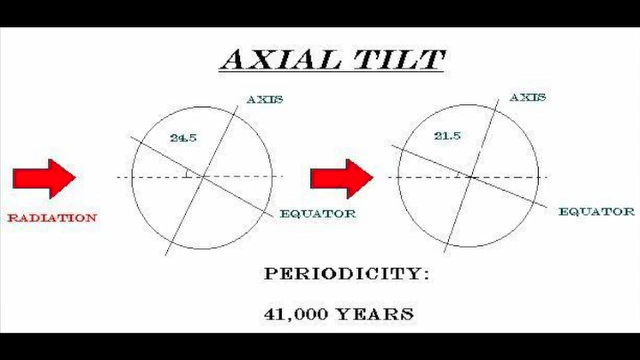 AXIAL TILT
AXIS
AXIS
24.5
21.5
RADIATION
EQUATOR
EQUATOR
PERIODICITY:
41,000 YEARS